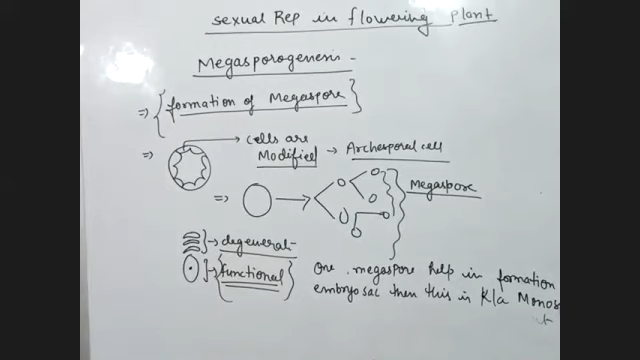 sexual Rep in flowering plant
Megasporogenesis
=> {formation of Megaspore}
=> cells are Modified → Archesporal cell
=> Megaspore
→ degenerat
→ {functional} One megaspore help in formation
embryo sac then this is K/a Monos